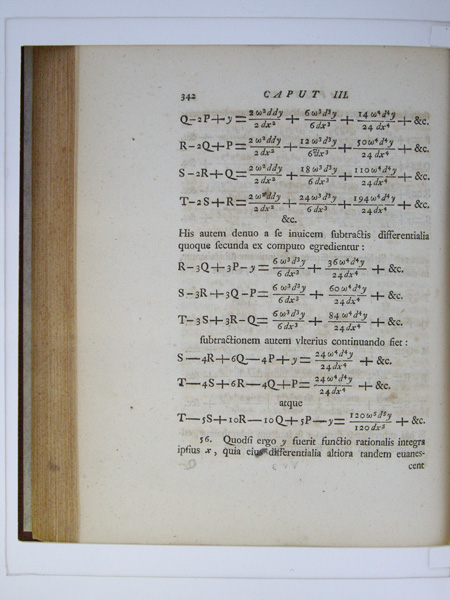 342 CAPUT III.
Q-2P+y=2ω²ddy/2dx²+6ω³d³y/6dx³+14ω⁴d⁴y/24dx⁴+&c.
R-2Q+P=2ω²ddy/2dx²+12ω³d³y/6dx³+50ω⁴d⁴y/24dx⁴+&c.
S-2R+Q=2ω²ddy/2dx²+18ω³d³y/6dx³+110ω⁴d⁴y/24dx⁴+&c.
T-2S+R=2ω²ddy/2dx²+24ω³d³y/6dx³+194ω⁴d⁴y/24dx⁴+&c.
&c.
His autem denuo a ſe inuicem ſubtractis differentialia
quoque ſecunda ex computo egredientur:
R-3Q+3P-y=6ω³d³y/6dx³+36ω⁴d⁴y/24dx⁴+&c.
S-3R+3Q-P=6ω³d³y/6dx³+60ω⁴d⁴y/24dx⁴+&c.
T-3S+3R-Q=6ω³d³y/6dx³+84ω⁴d⁴y/24dx⁴+&c.
ſubtractionem autem vlterius continuando fiet:
S-4R+6Q-4P+y=24ω⁴d⁴y/24dx⁴+&c.
T-4S+6R-4Q+P=24ω⁴d⁴y/24dx⁴+&c.
atque
T-5S+10R-10Q+5P-y=120ω⁵d⁵y/120dx⁵+&c.
56. Quodſi ergo y fuerit functio rationalis integra
ipſius x, quia eius differentialia altiora tandem euanes-
cent